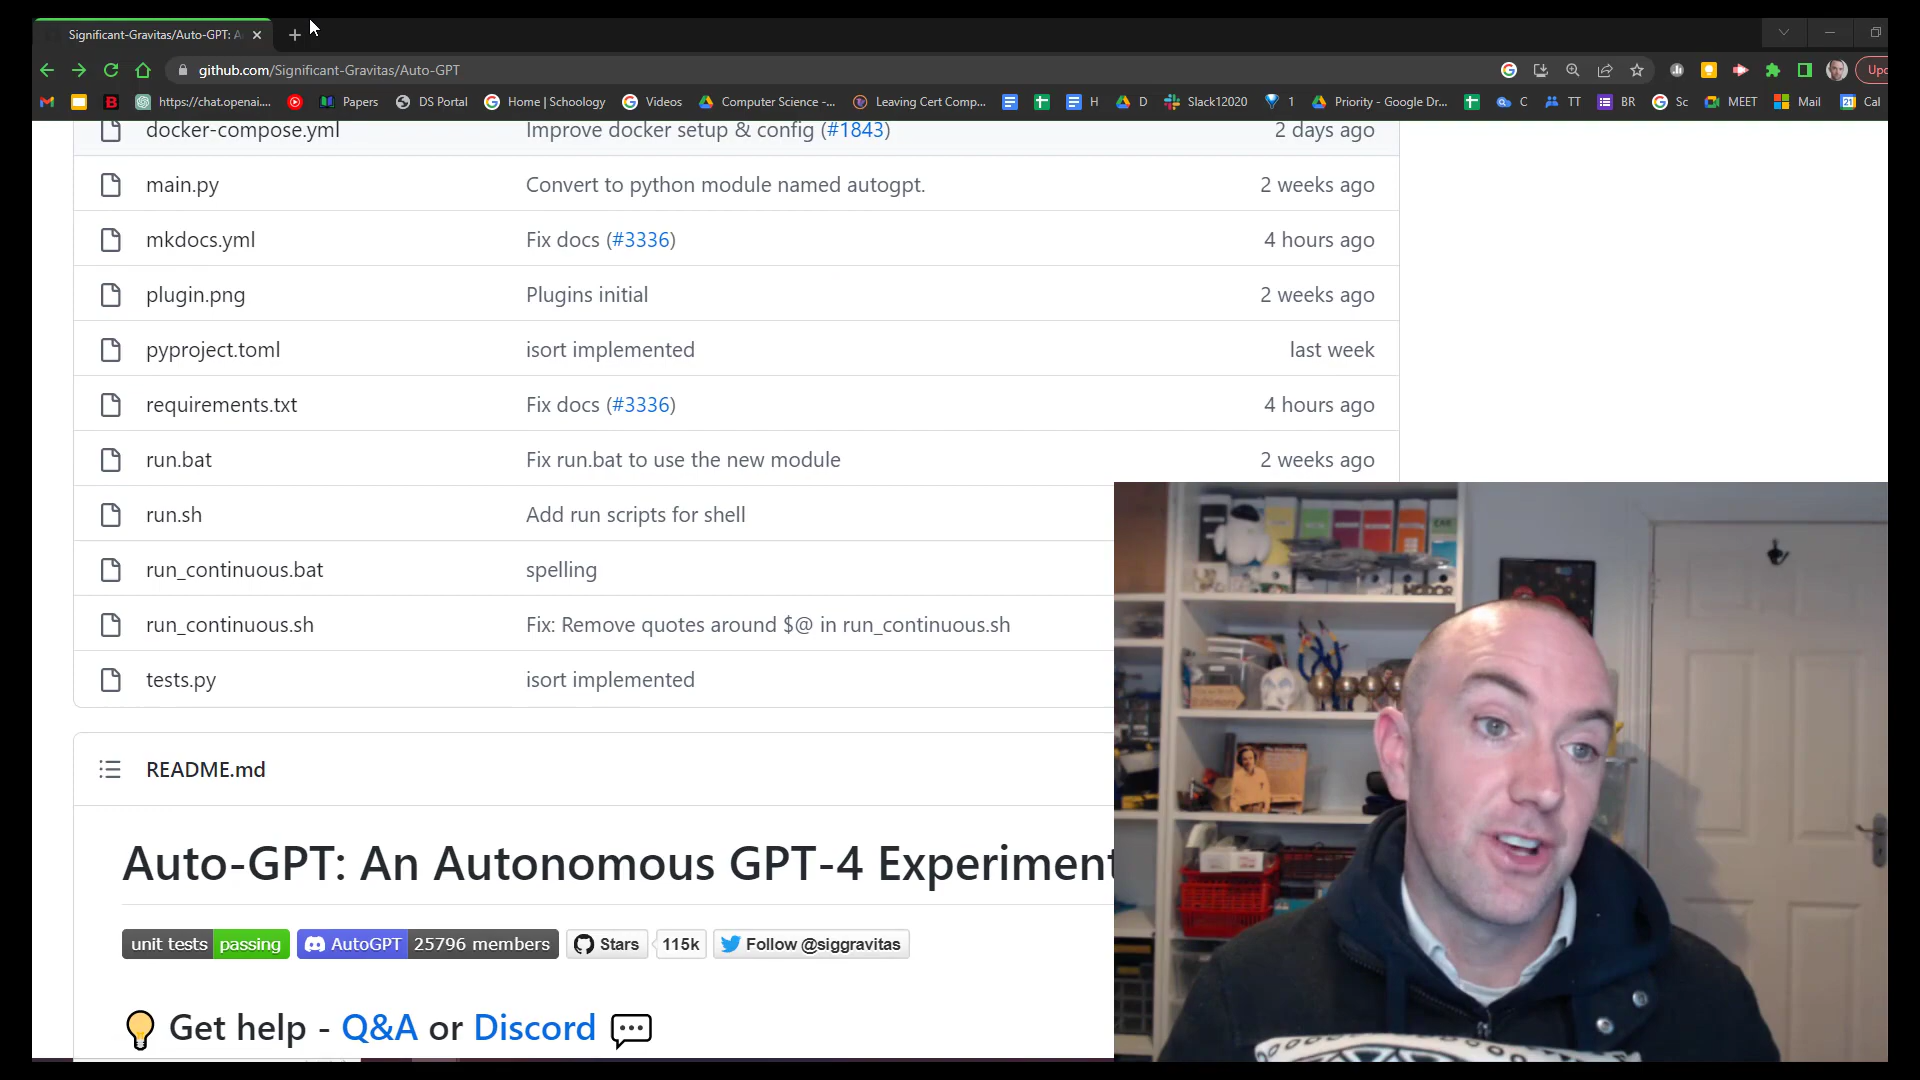 Significant-Gravitas/Auto-GPT: A
github.com/Significant-Gravitas/Auto-GPT
https://chat.openai....
Papers
DS Portal
Home | Schoology
Videos
Computer Science -...
Leaving Cert Comp...
H
D
Slack12020
1
Priority - Google Dr...
C
TT
BR
Sc
MEET
Mail
Cal
docker-compose.yml Improve docker setup & config (#1843) 2 days ago
main.py Convert to python module named autogpt. 2 weeks ago
mkdocs.yml Fix docs (#3336) 4 hours ago
plugin.png Plugins initial 2 weeks ago
pyproject.toml isort implemented last week
requirements.txt Fix docs (#3336) 4 hours ago
run.bat Fix run.bat to use the new module 2 weeks ago
run.sh Add run scripts for shell
run_continuous.bat spelling
run_continuous.sh Fix: Remove quotes around $@ in run_continuous.sh
tests.py isort implemented
README.md
Auto-GPT: An Autonomous GPT-4 Experiment
unit tests passing AutoGPT 25796 members Stars 115k Follow @siggravitas
Get help - Q&A or Discord